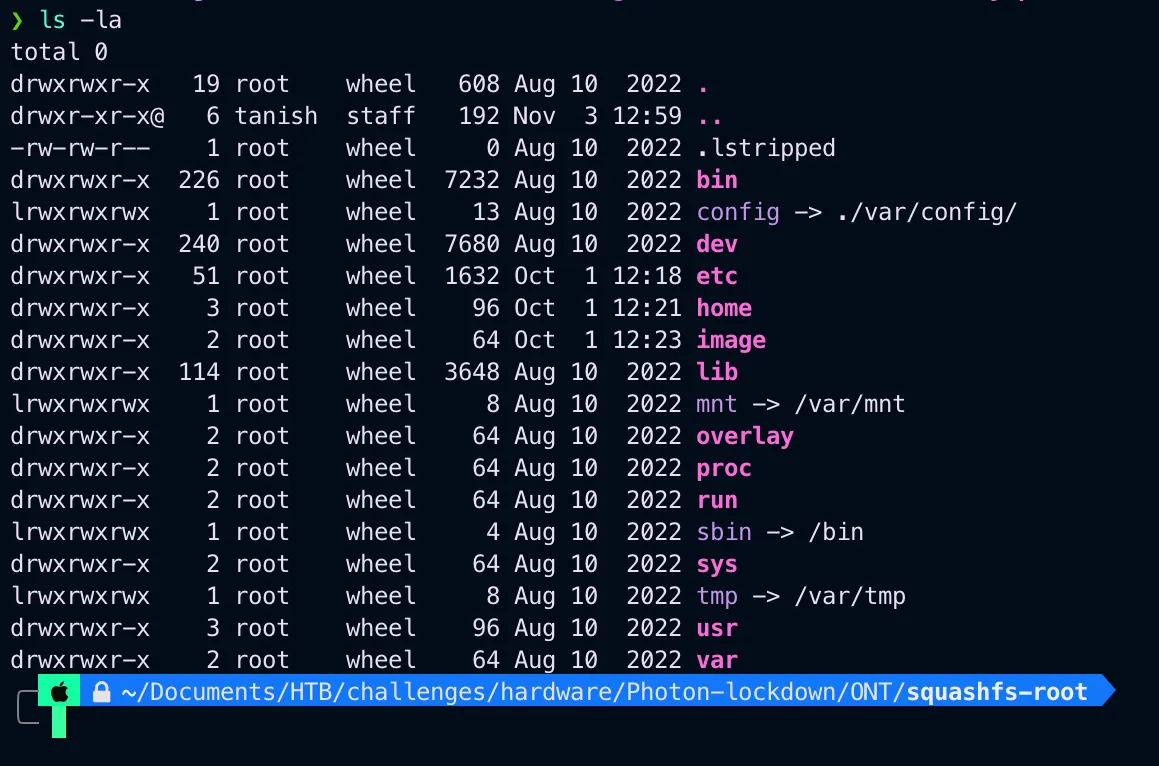 ❯ ls -la
total 0
drwxrwxr-x   19 root    wheel   608 Aug 10  2022 .
drwxr-xr-x@   6 tanish  staff   192 Nov  3 12:59 ..
-rw-rw-r--    1 root    wheel     0 Aug 10  2022 .lstripped
drwxrwxr-x  226 root    wheel  7232 Aug 10  2022 bin
lrwxrwxrwx    1 root    wheel    13 Aug 10  2022 config -> ./var/config/
drwxrwxr-x  240 root    wheel  7680 Aug 10  2022 dev
drwxrwxr-x   51 root    wheel  1632 Oct  1 12:18 etc
drwxrwxr-x    3 root    wheel    96 Oct  1 12:21 home
drwxrwxr-x    2 root    wheel    64 Oct  1 12:23 image
drwxrwxr-x  114 root    wheel  3648 Aug 10  2022 lib
lrwxrwxrwx    1 root    wheel     8 Aug 10  2022 mnt -> /var/mnt
drwxrwxr-x    2 root    wheel    64 Aug 10  2022 overlay
drwxrwxr-x    2 root    wheel    64 Aug 10  2022 proc
drwxrwxr-x    2 root    wheel    64 Aug 10  2022 run
lrwxrwxrwx    1 root    wheel     4 Aug 10  2022 sbin -> /bin
drwxrwxr-x    2 root    wheel    64 Aug 10  2022 sys
lrwxrwxrwx    1 root    wheel     8 Aug 10  2022 tmp -> /var/tmp
drwxrwxr-x    3 root    wheel    96 Aug 10  2022 usr
drwxrwxr-x    2 root    wheel    64 Aug 10  2022 var
~/Documents/HTB/challenges/hardware/Photon-lockdown/ONT/squashfs-root